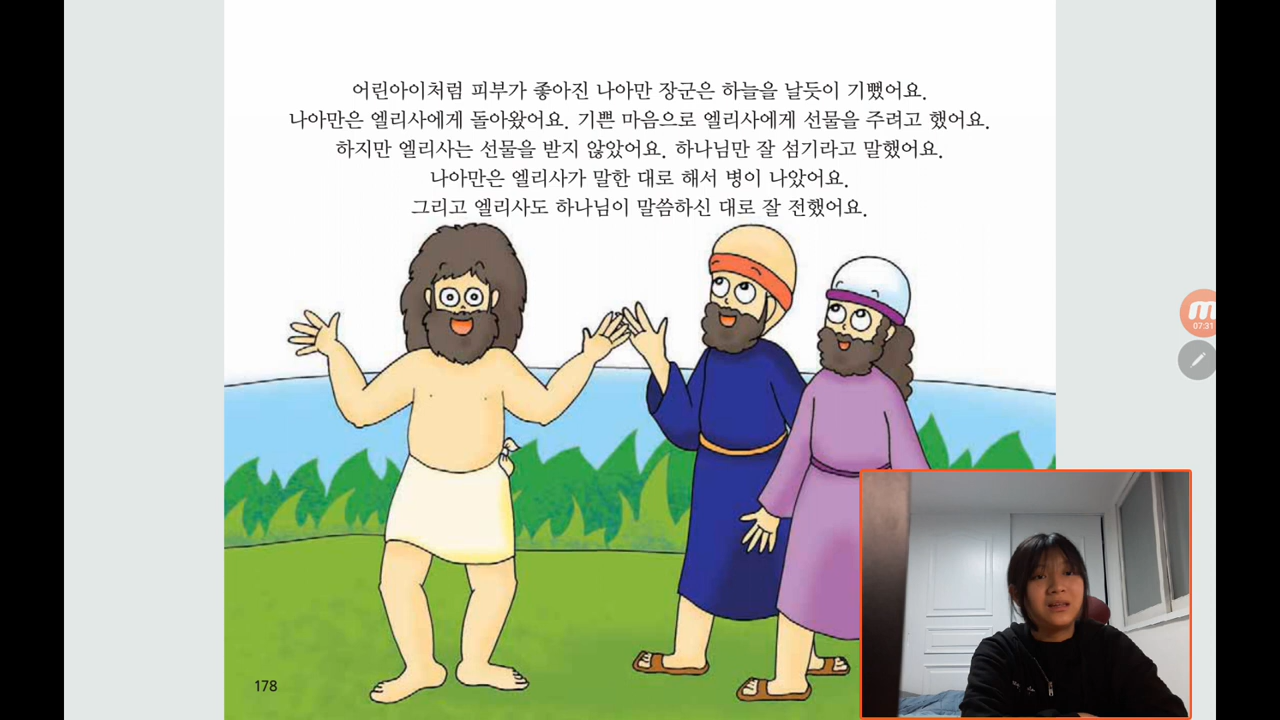 어린아이처럼 피부가 좋아진 나아만 장군은 하늘을 날듯이 기뻤어요.
나아만은 엘리사에게 돌아왔어요. 기쁜 마음으로 엘리사에게 선물을 주려고 했어요.
하지만 엘리사는 선물을 받지 않았어요. 하나님만 잘 섬기라고 말했어요.
나아만은 엘리사가 말한 대로 해서 병이 나았어요.
그리고 엘리사도 하나님이 말씀하신 대로 잘 전했어요.
07:31
178